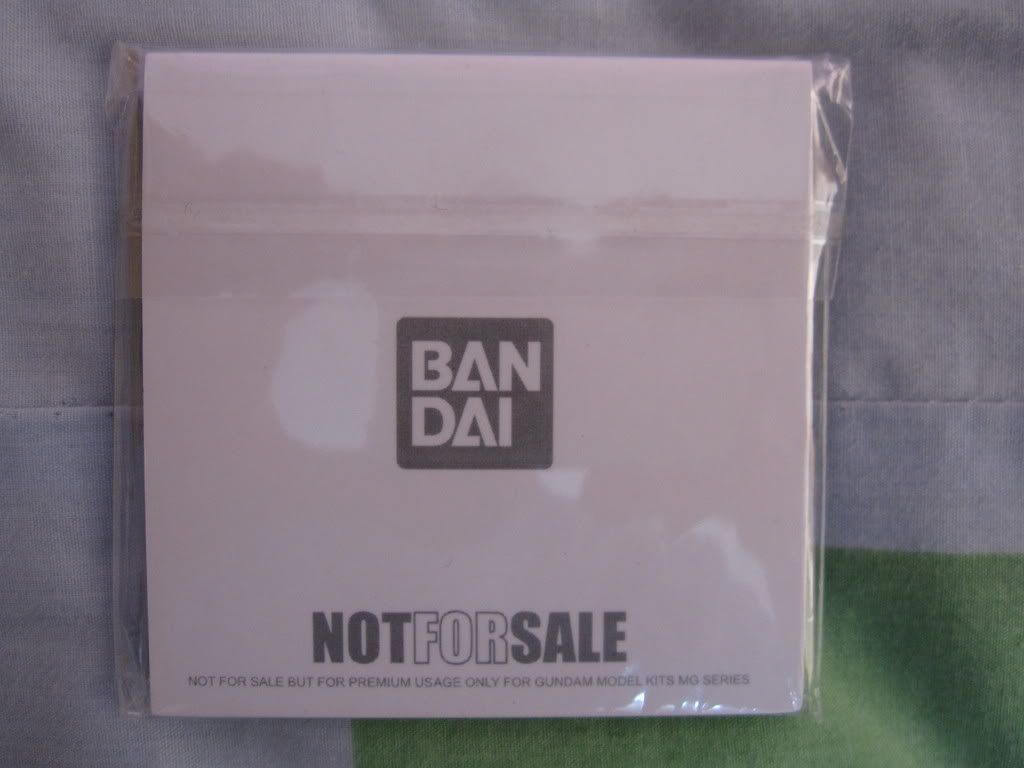 BAN
DAI
NOTFORSALE
NOT FOR SALE BUT FOR PREMIUM USAGE ONLY FOR GUNDAM MODEL KITS MG SERIES